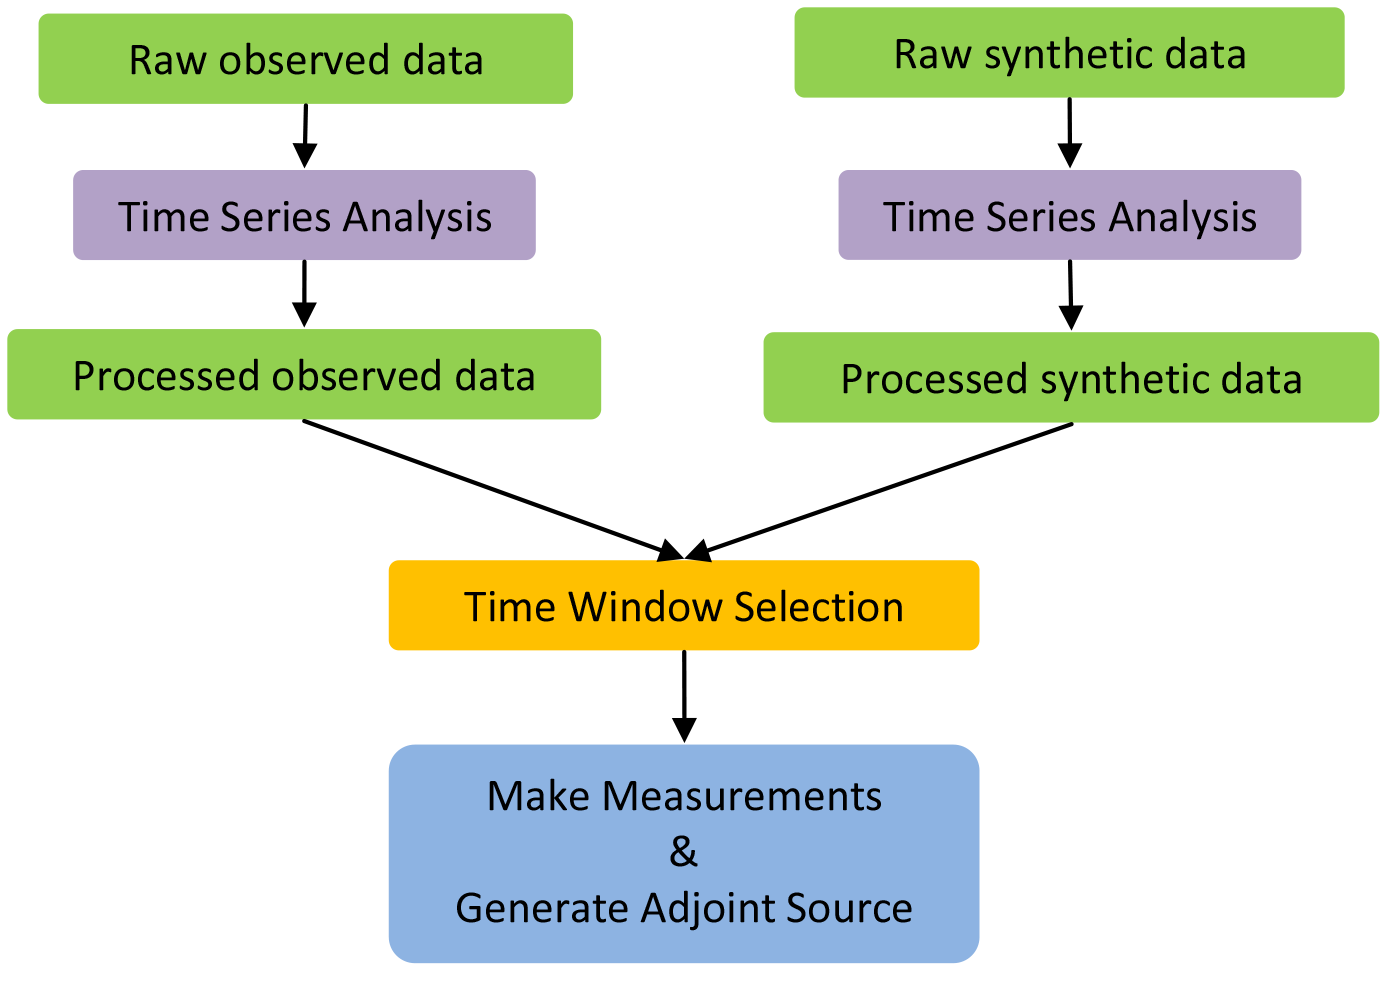 Raw observed data
Raw synthetic data
Time Series Analysis
Time Series Analysis
Processed observed data
Processed synthetic data
Time Window Selection
Make Measurements
&
Generate Adjoint Source